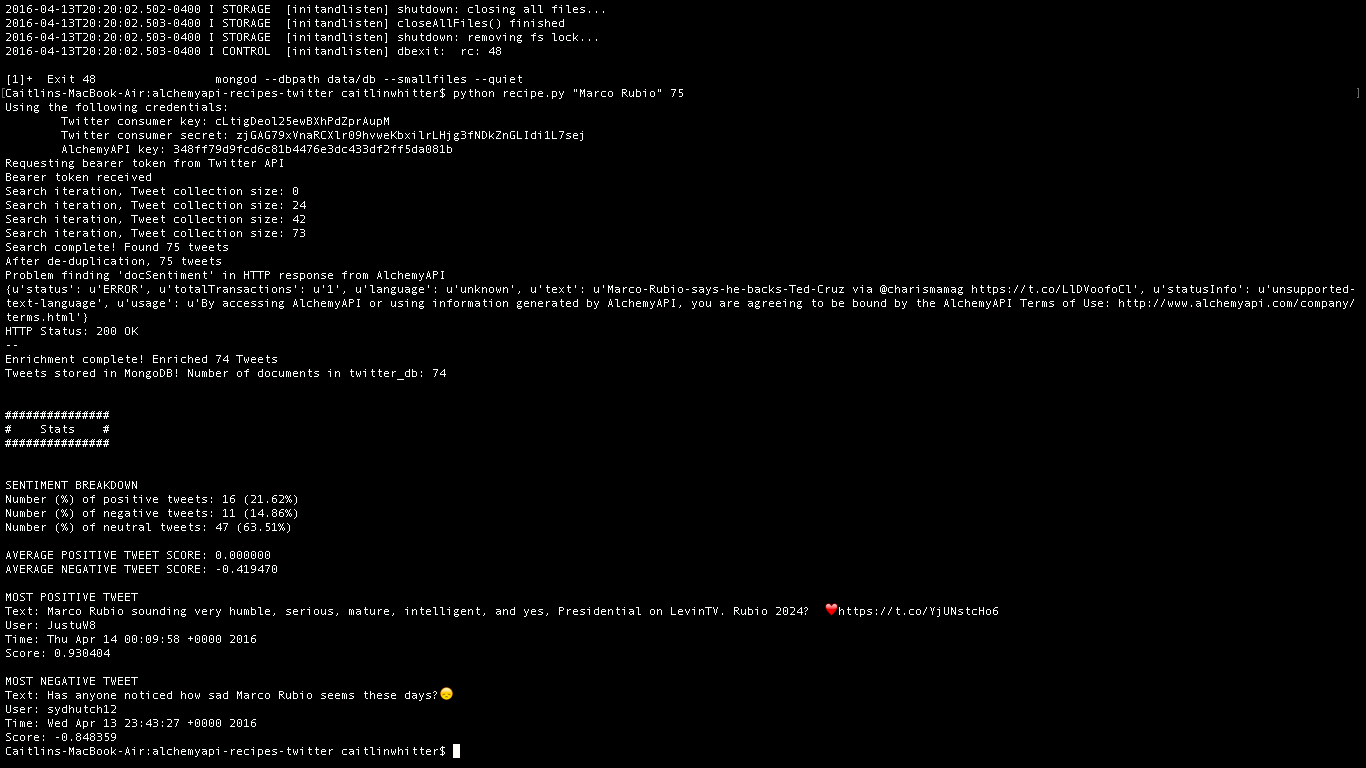 2016-04-13T20:20:02.502-0400 I STORAGE  [initandlisten] shutdown: closing all files...
2016-04-13T20:20:02.503-0400 I STORAGE  [initandlisten] closeAllFiles() finished
2016-04-13T20:20:02.503-0400 I STORAGE  [initandlisten] shutdown: removing fs lock...
2016-04-13T20:20:02.503-0400 I CONTROL  [initandlisten] dbexit:  rc: 48
[1]+  Exit 48                 mongod --dbpath data/db --smallfiles --quiet
[Caitlins-MacBook-Air:alchemyapi-recipes-twitter caitlinwhitter$ python recipe.py "Marco Rubio" 75 ]
Using the following credentials:
Twitter consumer key: cLtigDeol25ewBXhPdZprAupM
Twitter consumer secret: zjGAG79xVnaRCXlr09hvweKbxilrLHjg3fNDkZnGLIdi1L7sej
AlchemyAPI key: 348ff79d9fcd6c81b4476e3dc433df2ff5da081b
Requesting bearer token from Twitter API
Bearer token received
Search iteration, Tweet collection size: 0
Search iteration, Tweet collection size: 24
Search iteration, Tweet collection size: 42
Search iteration, Tweet collection size: 73
Search complete! Found 75 tweets
After de-duplication, 75 tweets
Problem finding 'docSentiment' in HTTP response from AlchemyAPI
{u'status': u'ERROR', u'totalTransactions': u'1', u'language': u'unknown', u'text': u'Marco-Rubio-says-he-backs-Ted-Cruz via @charismamag https://t.co/LlDVoofoCl', u'statusInfo': u'unsupported-
text-language', u'usage': u'By accessing AlchemyAPI or using information generated by AlchemyAPI, you are agreeing to be bound by the AlchemyAPI Terms of Use: http://www.alchemyapi.com/company/
terms.html'}
HTTP Status: 200 OK
--
Enrichment complete! Enriched 74 Tweets
Tweets stored in MongoDB! Number of documents in twitter_db: 74
###############
#    Stats    #
###############
SENTIMENT BREAKDOWN
Number (%) of positive tweets: 16 (21.62%)
Number (%) of negative tweets: 11 (14.86%)
Number (%) of neutral tweets: 47 (63.51%)
AVERAGE POSITIVE TWEET SCORE: 0.000000
AVERAGE NEGATIVE TWEET SCORE: -0.419470
MOST POSITIVE TWEET
Text: Marco Rubio sounding very humble, serious, mature, intelligent, and yes, Presidential on LevinTV. Rubio 2024?  ❤️https://t.co/YjUNstcHo6
User: JustuW8
Time: Thu Apr 14 00:09:58 +0000 2016
Score: 0.930404
MOST NEGATIVE TWEET
Text: Has anyone noticed how sad Marco Rubio seems these days?😞
User: sydhutch12
Time: Wed Apr 13 23:43:27 +0000 2016
Score: -0.848359
Caitlins-MacBook-Air:alchemyapi-recipes-twitter caitlinwhitter$